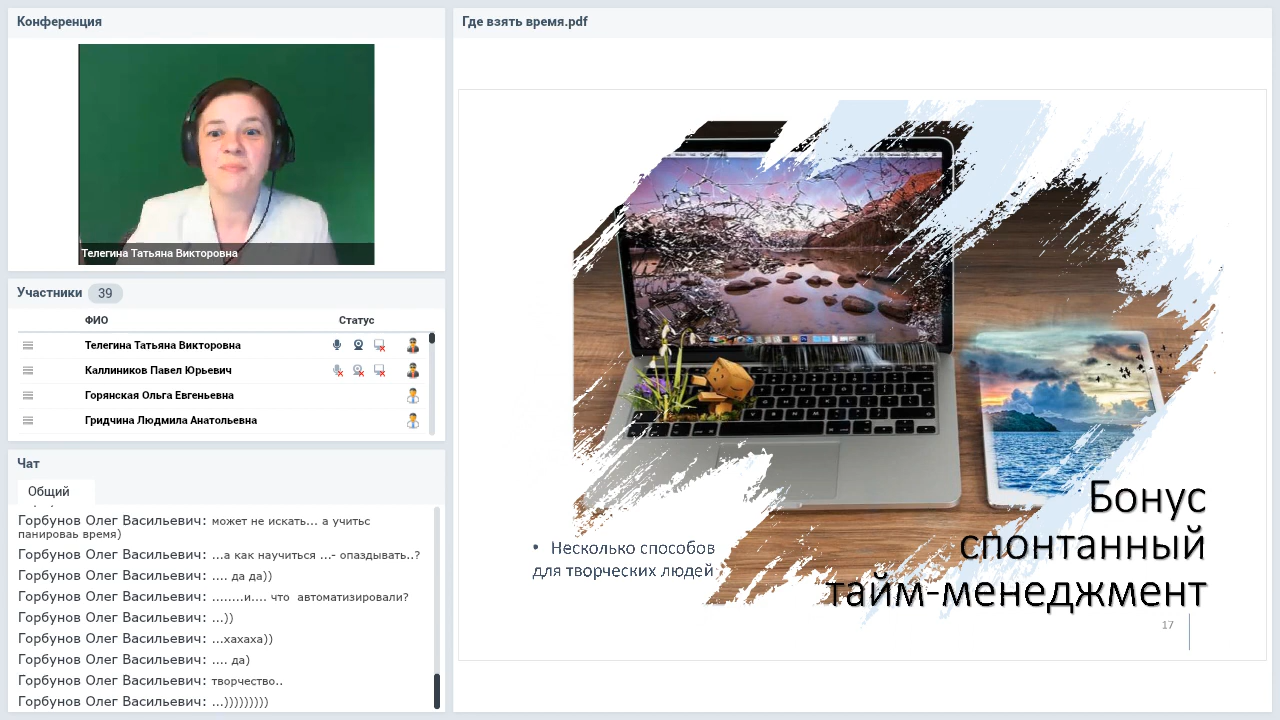 Конференция
Телегина Татьяна Викторовна
Участники 39
ФИО Статус
Телегина Татьяна Викторовна
Каллиников Павел Юрьевич
Горянская Ольга Евгеньевна
Гридчина Людмила Анатольевна
Чат
Общий
Горбунов Олег Васильевич: может не искать... а учитьс
панироваь время)
Горбунов Олег Васильевич: ...а как научиться ...- опаздывать..?
Горбунов Олег Васильевич: .... да да))
Горбунов Олег Васильевич: ........и.... что автоматизировали?
Горбунов Олег Васильевич: ...))
Горбунов Олег Васильевич: ...хахаха))
Горбунов Олег Васильевич: .... да)
Горбунов Олег Васильевич: творчество..
Горбунов Олег Васильевич: ...)))))))))
Где взять время.pdf
• Несколько способов
для творческих людей
Бонус
спонтанный
тайм-менеджмент
17